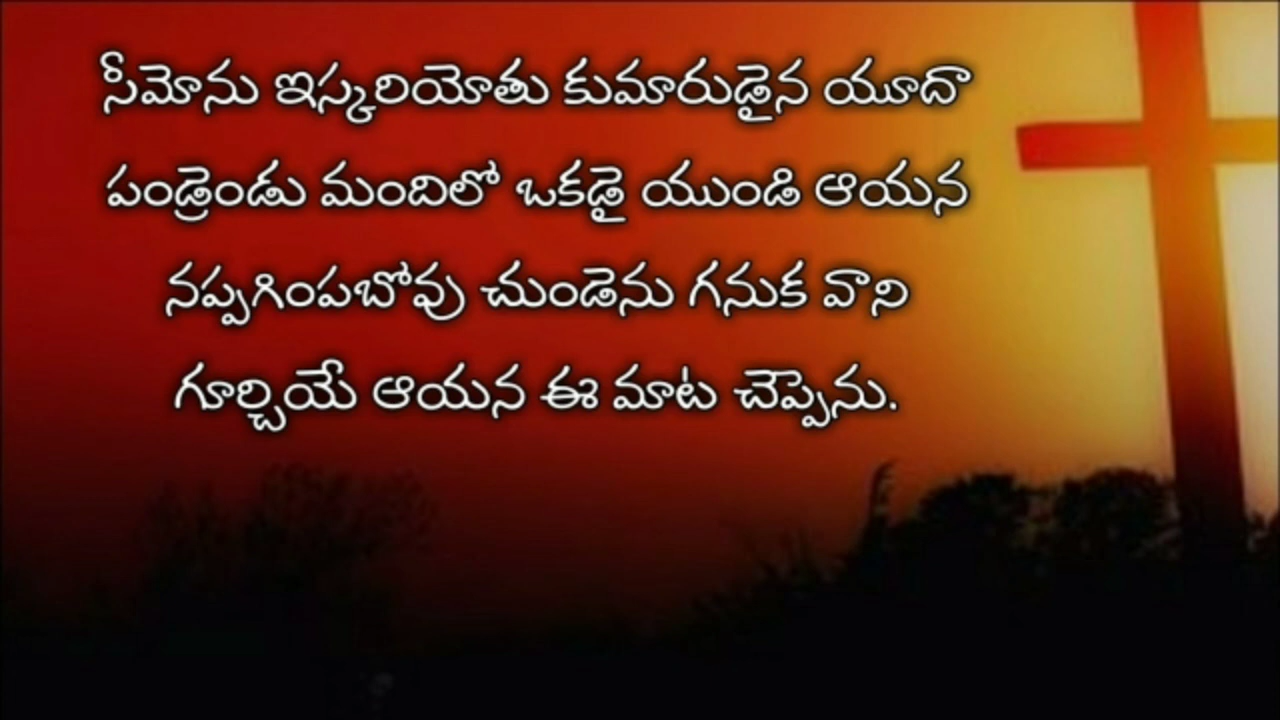 సీమోను ఇస్కరియోతు కుమారుడైన యూదా
పండ్రెండు మందిలో ఒకడై యుండి ఆయన
నప్పగింపబోవు చుండెను గనుక వాని
గూర్చియే ఆయన ఈ మాట చెప్పెను.